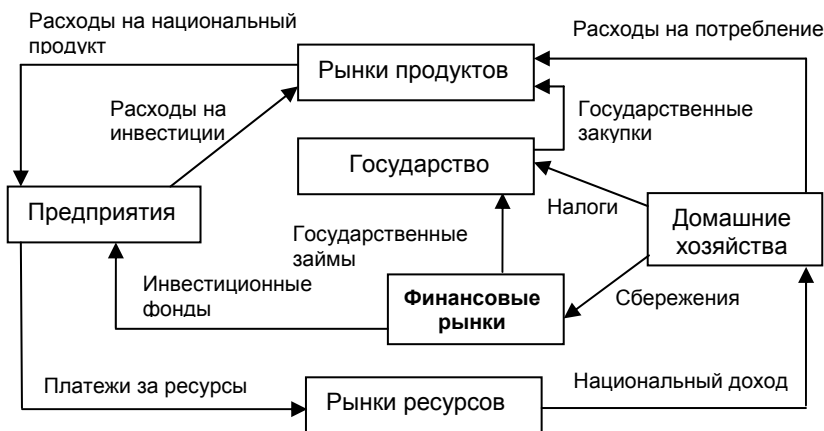 Расходы на национальный
продукт
Расходы на потребление
Рынки продуктов
Расходы на
инвестиции
Государственные
закупки
Государство
Предприятия
Налоги
Домашние
хозяйства
Государственные
займы
Инвестиционные
фонды
Финансовые
рынки
Сбережения
Платежи за ресурсы
Национальный доход
Рынки ресурсов